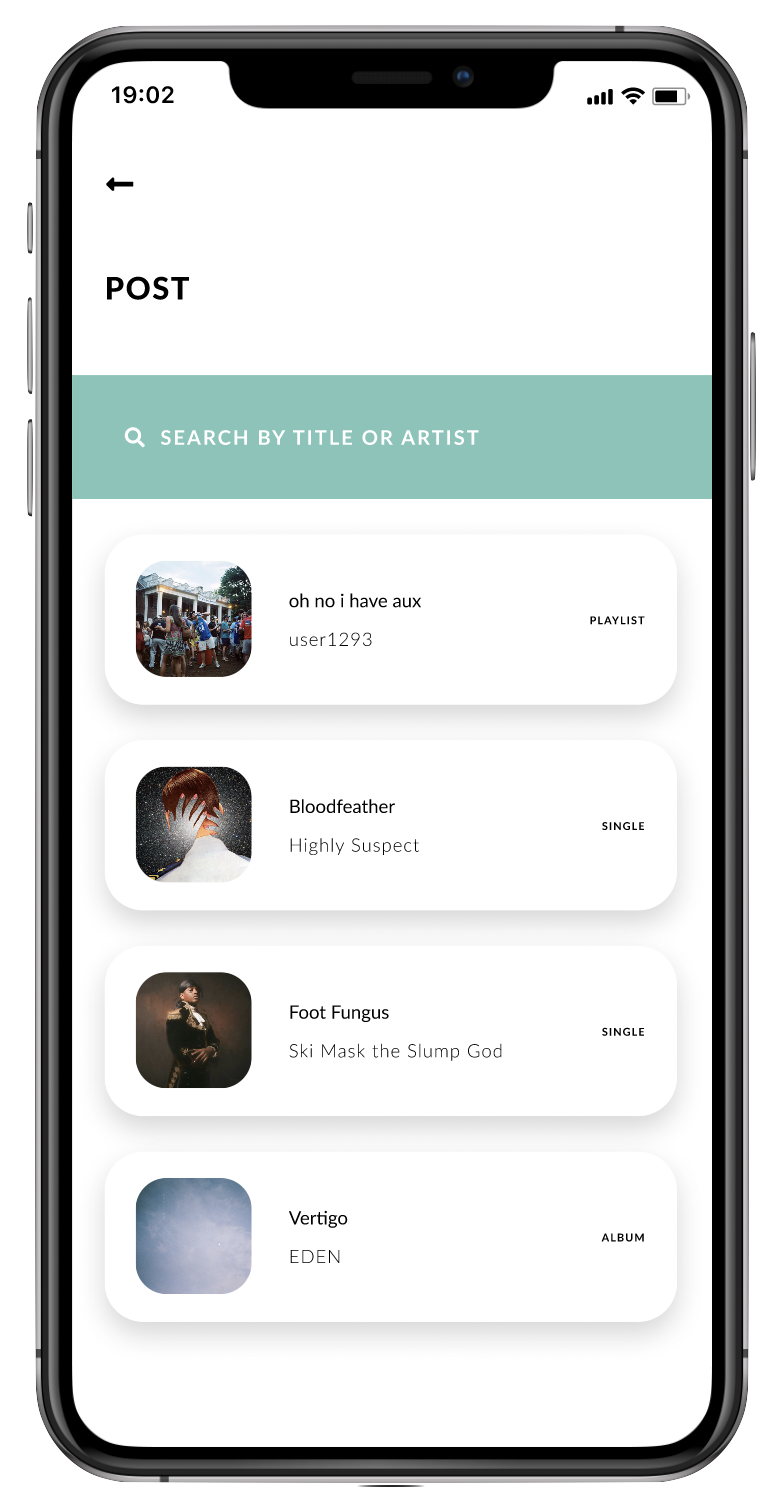 19:02
POST
SEARCH BY TITLE OR ARTIST
oh no i have aux
user1293
PLAYLIST
Bloodfeather
Highly Suspect
SINGLE
Foot Fungus
Ski Mask the Slump God
SINGLE
Vertigo
EDEN
ALBUM